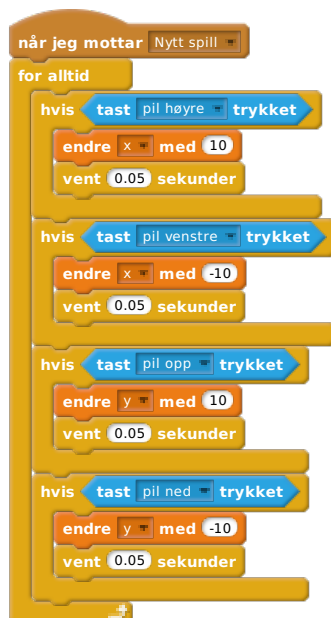 når jeg mottar Nytt spill
for alltid
hvis tast pil høyre trykket
endre x med 10
vent 0.05 sekunder
hvis tast pil venstre trykket
endre x med -10
vent 0.05 sekunder
hvis tast pil opp trykket
endre y med 10
vent 0.05 sekunder
hvis tast pil ned trykket
endre y med -10
vent 0.05 sekunder